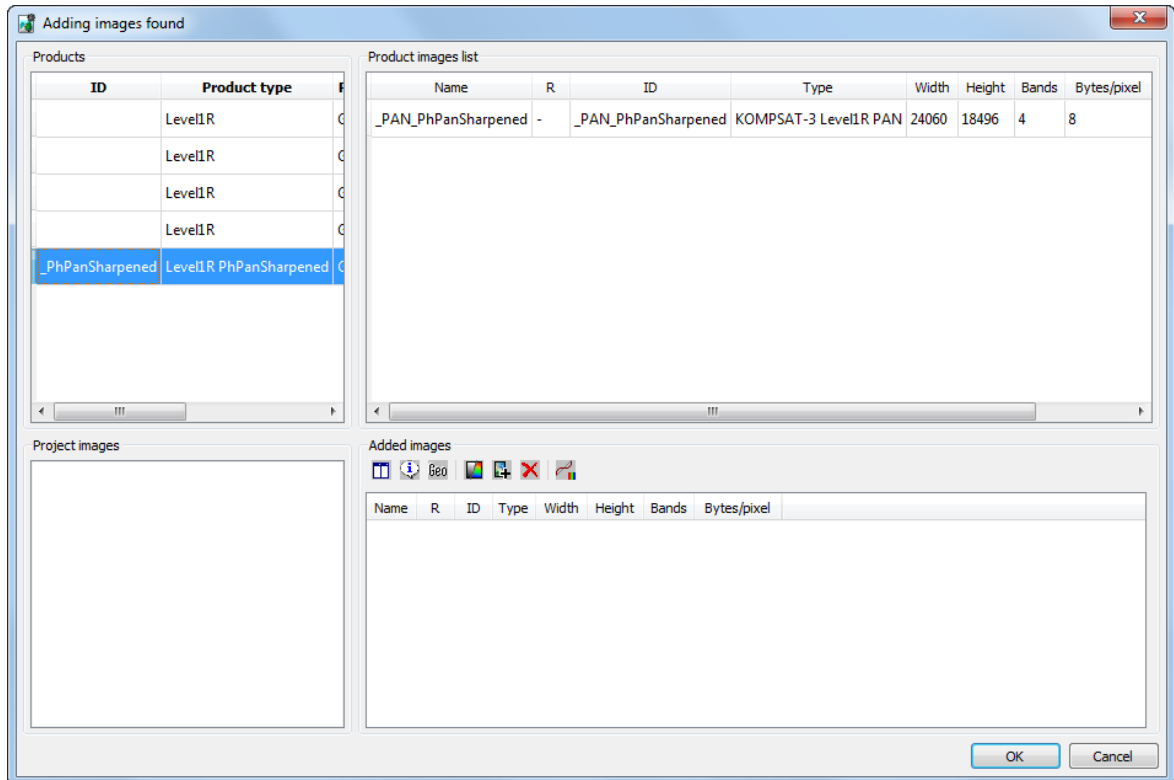 Adding images found
Products
ID Product type
Level1R
Level1R
Level1R
Level1R
_PhPanSharpened Level1R PhPanSharpened
Product images list
Name R ID Type Width Height Bands Bytes/pixel
_PAN_PhPanSharpened - _PAN_PhPanSharpened KOMPSAT-3 Level1R PAN 24060 18496 4 8
Project images
Added images
Geo
Name R ID Type Width Height Bands Bytes/pixel
OK Cancel